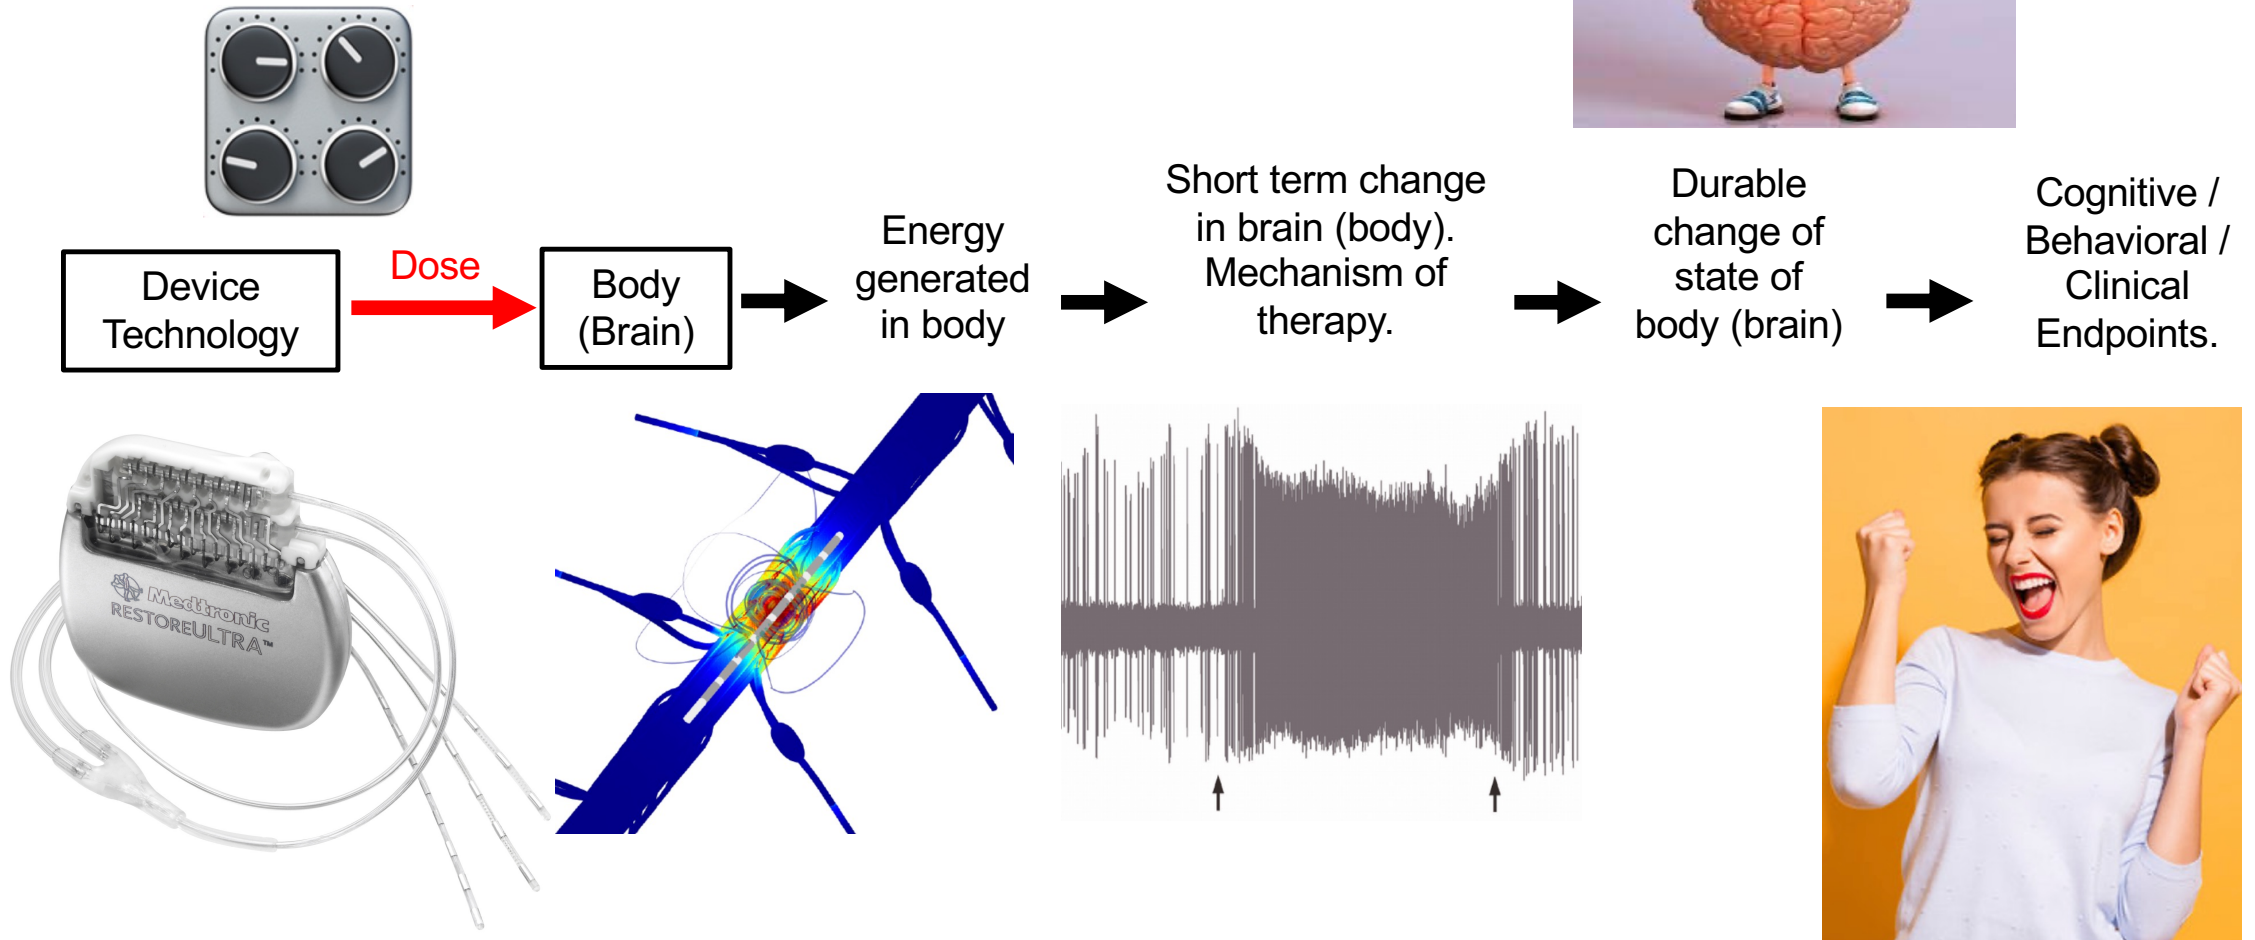 Device
Technology
Dose
Body
(Brain)
Energy
generated
in body
Short term change
in brain (body).
Mechanism of
therapy.
Durable
change of
state of
body (brain)
Cognitive /
Behavioral /
Clinical
Endpoints.
Medtronic
RESTOREULTRA™